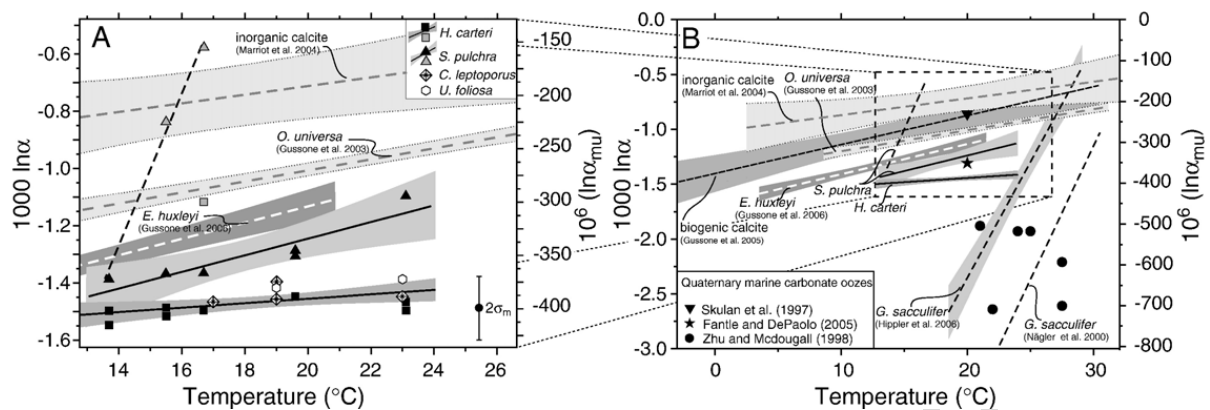 A
inorganic calcite
(Marriot et al. 2004)
H. carteri
S. pulchra
C. leptoporus
U. foliosa
O. universa
(Gussone et al. 2003)
E. huxleyi
(Gussone et al. 2006)
2σm
1000 lnα
-0.6
-0.8
-1.0
-1.2
-1.4
-1.6
10⁶ (lnαmu)
-150
-200
-250
-300
-350
-400
14 16 18 20 22 24 26
Temperature (°C)
B
inorganic calcite
(Marriot et al. 2004)
O. universa
(Gussone et al. 2003)
S. pulchra
E. huxleyi
(Gussone et al. 2006)
H. carteri
biogenic calcite
(Gussone et al. 2005)
Quaternary marine carbonate oozes
Skulan et al. (1997)
Fantle and DePaolo (2005)
Zhu and Mcdougall (1998)
G. sacculifer
(Hippler et al. 2006)
G. sacculifer
(Nägler et al. 2000)
1000 lnα
-0.0
-0.5
-1.0
-1.5
-2.0
-2.5
-3.0
10⁶ (lnαmu)
0
-100
-200
-300
-400
-500
-600
-700
-800
0 10 20 30
Temperature (°C)